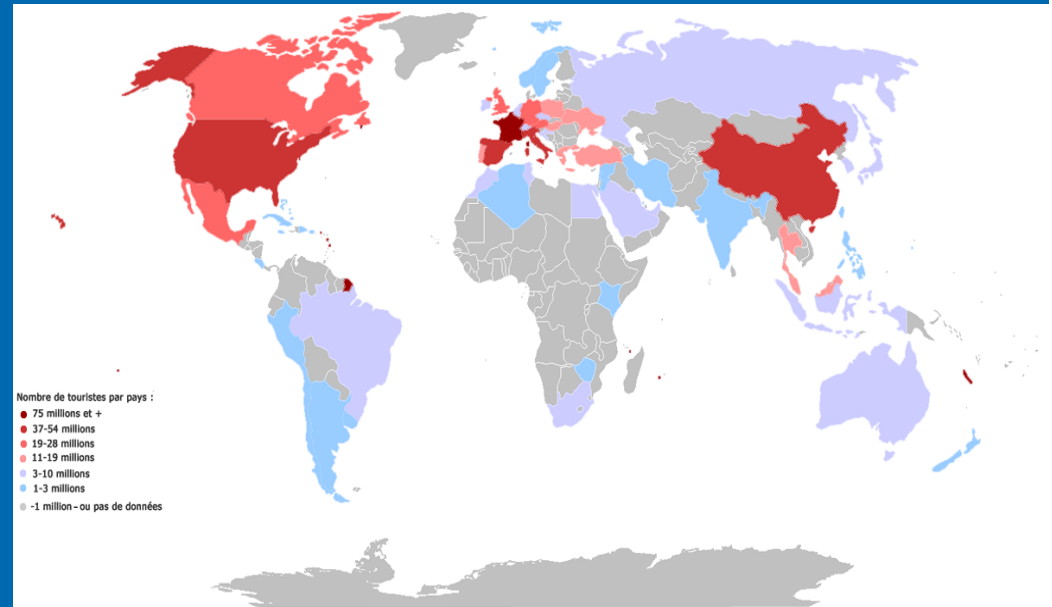 Nombre de touristes par pays :
75 millions et +
37-54 millions
19-28 millions
11-19 millions
3-10 millions
1-3 millions
-1 million - ou pas de données